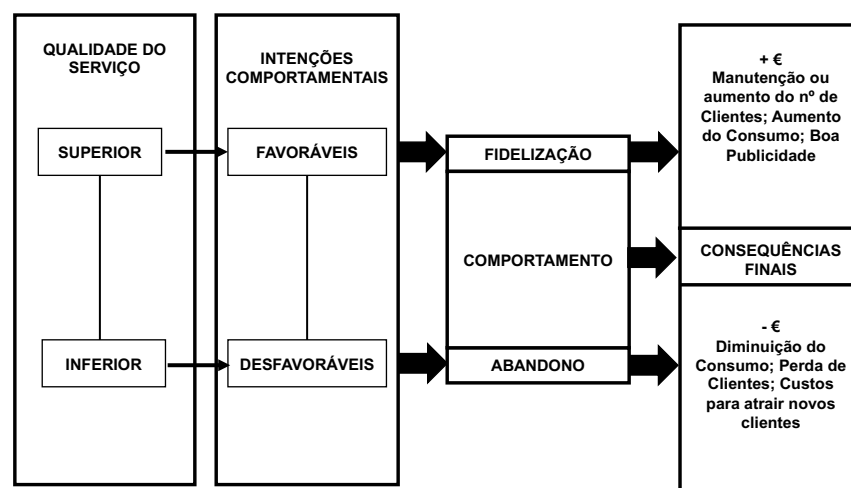 QUALIDADE DO
SERVIÇO
SUPERIOR
INFERIOR
INTENÇÕES
COMPORTAMENTAIS
FAVORÁVEIS
DESFAVORÁVEIS
FIDELIZAÇÃO
COMPORTAMENTO
ABANDONO
+ €
Manutenção ou
aumento do nº de
Clientes; Aumento
do Consumo; Boa
Publicidade
CONSEQUÊNCIAS
FINAIS
- €
Diminuição do
Consumo; Perda de
Clientes; Custos
para atrair novos
clientes